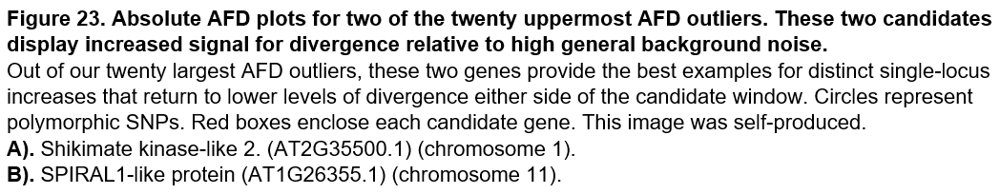 Figure 23. Absolute AFD plots for two of the twenty uppermost AFD outliers. These two candidates
display increased signal for divergence relative to high general background noise.
Out of our twenty largest AFD outliers, these two genes provide the best examples for distinct single-locus
increases that return to lower levels of divergence either side of the candidate window. Circles represent
polymorphic SNPs. Red boxes enclose each candidate gene. This image was self-produced.
A). Shikimate kinase-like 2. (AT2G35500.1) (chromosome 1).
B). SPIRAL1-like protein (AT1G26355.1) (chromosome 11).